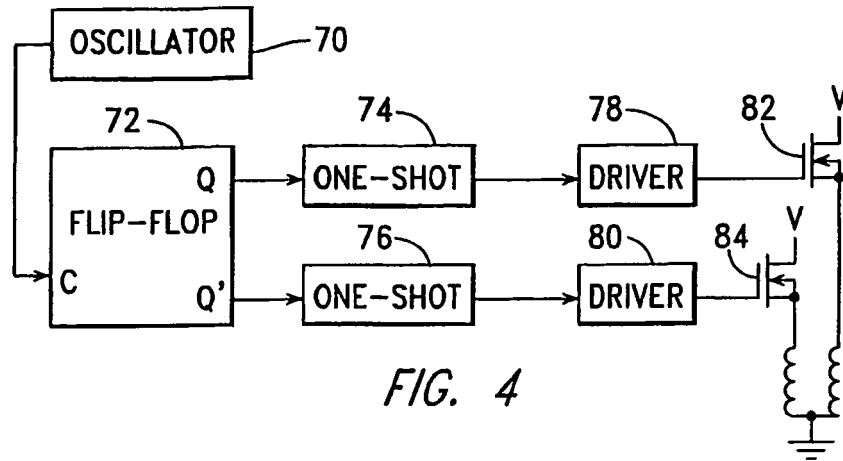 OSCILLATOR
70
72
74
78
82
V
Q
ONE-SHOT
DRIVER
FLIP-FLOP
76
80
84
V
C
Q'
ONE-SHOT
DRIVER
FIG. 4